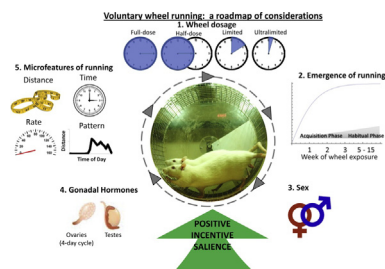 Voluntary wheel running: a roadmap of considerations
1. Wheel dosage
Full-dose Half-dose Limited Ultralimited
5. Microfeatures of running
Distance Time
Rate Pattern
Distance
Time of Day
2. Emergence of running
Acquisition Phase Habitual Phase
1 2 3 5 - 15
Week of wheel exposure
4. Gonadal Hormones
Ovaries
(4-day cycle)
Testes
3. Sex
POSITIVE
INCENTIVE
SALIENCE